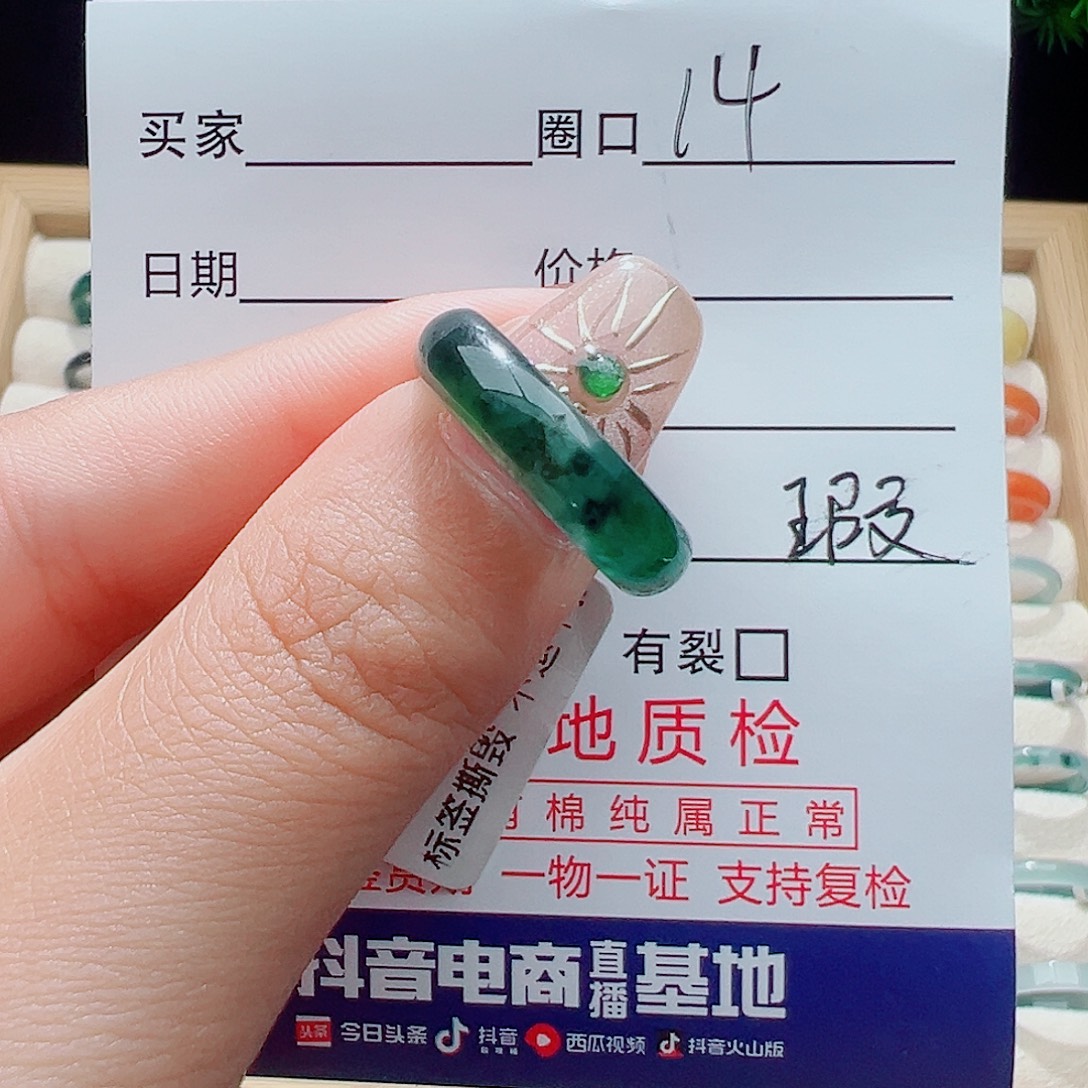 买家 圈口 14
日期 价格
瑕
有裂
地质检
棉纯属正常
一物一证 支持复检
标签撕毁 不
抖音电商直播基地
头条 今日头条 抖音 西瓜视频 抖音火山版